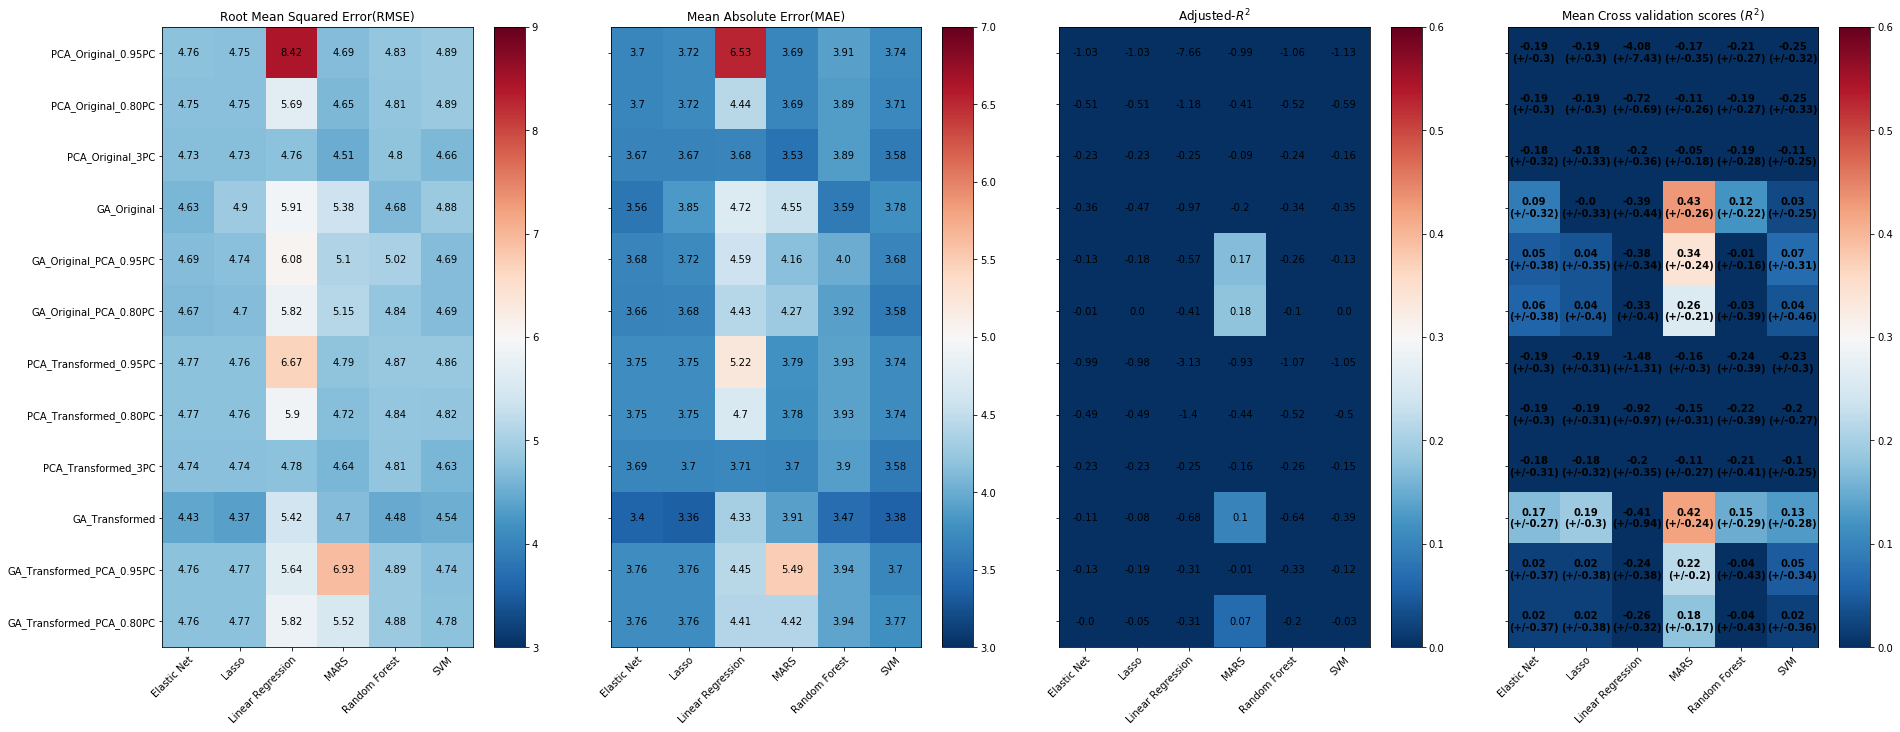 Root Mean Squared Error(RMSE)
Mean Absolute Error(MAE)
Adjusted-R²
Mean Cross validation scores (R²)
PCA_Original_0.95PC 4.76 4.75 8.42 4.69 4.83 4.89
PCA_Original_0.80PC 4.75 4.75 5.69 4.65 4.81 4.89
PCA_Original_3PC 4.73 4.73 4.76 4.51 4.8 4.66
GA_Original 4.63 4.9 5.91 5.38 4.68 4.88
GA_Original_PCA_0.95PC 4.69 4.74 6.08 5.1 5.02 4.69
GA_Original_PCA_0.80PC 4.67 4.7 5.82 5.15 4.84 4.69
PCA_Transformed_0.95PC 4.77 4.76 6.67 4.79 4.87 4.86
PCA_Transformed_0.80PC 4.77 4.76 5.9 4.72 4.84 4.82
PCA_Transformed_3PC 4.74 4.74 4.78 4.64 4.81 4.63
GA_Transformed 4.43 4.37 5.42 4.7 4.48 4.54
GA_Transformed_PCA_0.95PC 4.76 4.77 5.64 6.93 4.89 4.74
GA_Transformed_PCA_0.80PC 4.76 4.77 5.82 5.52 4.88 4.78
Elastic Net
Lasso
Linear Regression
MARS
Random Forest
SVM
9
8
7
6
5
4
3
3.7 3.72 6.53 3.69 3.91 3.74
3.7 3.72 4.44 3.69 3.89 3.71
3.67 3.67 3.68 3.53 3.89 3.58
3.56 3.85 4.72 4.55 3.59 3.78
3.68 3.72 4.59 4.16 4.0 3.68
3.66 3.68 4.43 4.27 3.92 3.58
3.75 3.75 5.22 3.79 3.93 3.74
3.75 3.75 4.7 3.78 3.93 3.74
3.69 3.7 3.71 3.7 3.9 3.58
3.4 3.36 4.33 3.91 3.47 3.38
3.76 3.76 4.45 5.49 3.94 3.7
3.76 3.76 4.41 4.42 3.94 3.77
Elastic Net
Lasso
Linear Regression
MARS
Random Forest
SVM
7.0
6.5
6.0
5.5
5.0
4.5
4.0
3.5
3.0
-1.03 -1.03 -7.66 -0.99 -1.06 -1.13
-0.51 -0.51 -1.18 -0.41 -0.52 -0.59
-0.23 -0.23 -0.25 -0.09 -0.24 -0.16
-0.36 -0.47 -0.97 -0.2 -0.34 -0.35
-0.13 -0.18 -0.57 0.17 -0.26 -0.13
-0.01 0.0 -0.41 0.18 -0.1 0.0
-0.99 -0.98 -3.13 -0.93 -1.07 -1.05
-0.49 -0.49 -1.4 -0.44 -0.52 -0.5
-0.23 -0.23 -0.25 -0.16 -0.26 -0.15
-0.11 -0.08 -0.68 0.1 -0.64 -0.39
-0.13 -0.19 -0.31 -0.01 -0.33 -0.12
-0.0 -0.05 -0.31 0.07 -0.2 -0.03
Elastic Net
Lasso
Linear Regression
MARS
Random Forest
SVM
0.6
0.5
0.4
0.3
0.2
0.1
0.0
-0.19 -0.19 -4.08 -0.17 -0.21 -0.25
(+/-0.3) (+/-0.3) (+/-7.43) (+/-0.35) (+/-0.27) (+/-0.32)
-0.19 -0.19 -0.72 -0.11 -0.19 -0.25
(+/-0.3) (+/-0.3) (+/-0.69) (+/-0.26) (+/-0.27) (+/-0.33)
-0.18 -0.18 -0.2 -0.05 -0.19 -0.11
(+/-0.32) (+/-0.33) (+/-0.36) (+/-0.18) (+/-0.28) (+/-0.25)
0.09 -0.0 -0.39 0.43 0.12 0.03
(+/-0.32) (+/-0.33) (+/-0.44) (+/-0.26) (+/-0.22) (+/-0.25)
0.05 0.04 -0.38 0.34 -0.01 0.07
(+/-0.38) (+/-0.35) (+/-0.34) (+/-0.24) (+/-0.16) (+/-0.31)
0.06 0.04 -0.33 0.26 -0.03 0.04
(+/-0.38) (+/-0.4) (+/-0.4) (+/-0.21) (+/-0.39) (+/-0.46)
-0.19 -0.19 -1.48 -0.16 -0.24 -0.23
(+/-0.3) (+/-0.31) (+/-1.31) (+/-0.3) (+/-0.39) (+/-0.3)
-0.19 -0.19 -0.92 -0.15 -0.22 -0.2
(+/-0.3) (+/-0.31) (+/-0.97) (+/-0.31) (+/-0.29) (+/-0.27)
-0.18 -0.18 -0.2 -0.11 -0.21 -0.1
(+/-0.31) (+/-0.32) (+/-0.35) (+/-0.27) (+/-0.41) (+/-0.25)
0.17 0.19 -0.41 0.42 0.15 0.13
(+/-0.27) (+/-0.3) (+/-0.94) (+/-0.24) (+/-0.29) (+/-0.28)
0.02 0.02 -0.24 0.22 -0.04 0.05
(+/-0.37) (+/-0.38) (+/-0.38) (+/-0.2) (+/-0.43) (+/-0.34)
0.02 0.02 -0.26 0.18 -0.04 0.02
(+/-0.37) (+/-0.38) (+/-0.32) (+/-0.17) (+/-0.43) (+/-0.36)
Elastic Net
Lasso
Linear Regression
MARS
Random Forest
SVM
0.6
0.5
0.4
0.3
0.2
0.1
0.0